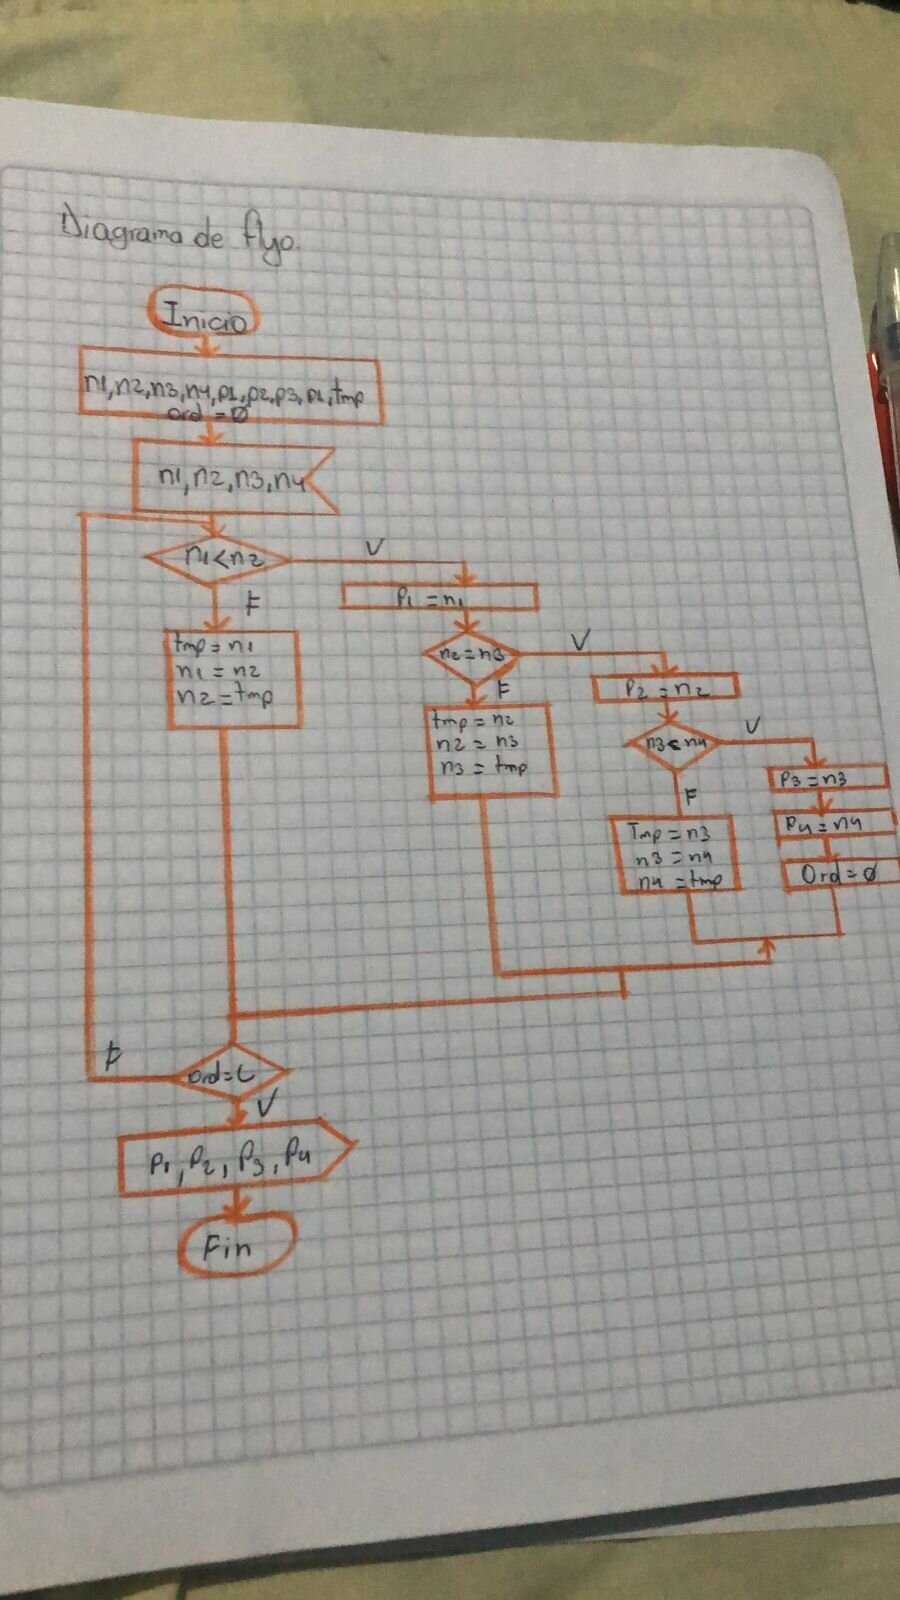 Diagrama de flujo.
Inicio
n1,n2,n3,n4,p1,p2,p3,p1,tmp
ord = Ø
n1,n2,n3,n4
n1<n2
V
F
P1 = n1
tmp = n1
n1 = n2
n2 = tmp
n2=n3
V
F
P2 = n2
tmp = n2
n2 = n3
n3 = tmp
n3<n4
V
F
P3 = n3
P4 = n4
Ord = Ø
Tmp = n3
n3 = n4
n4 = tmp
F
V
P1, P2, P3, P4
Fin